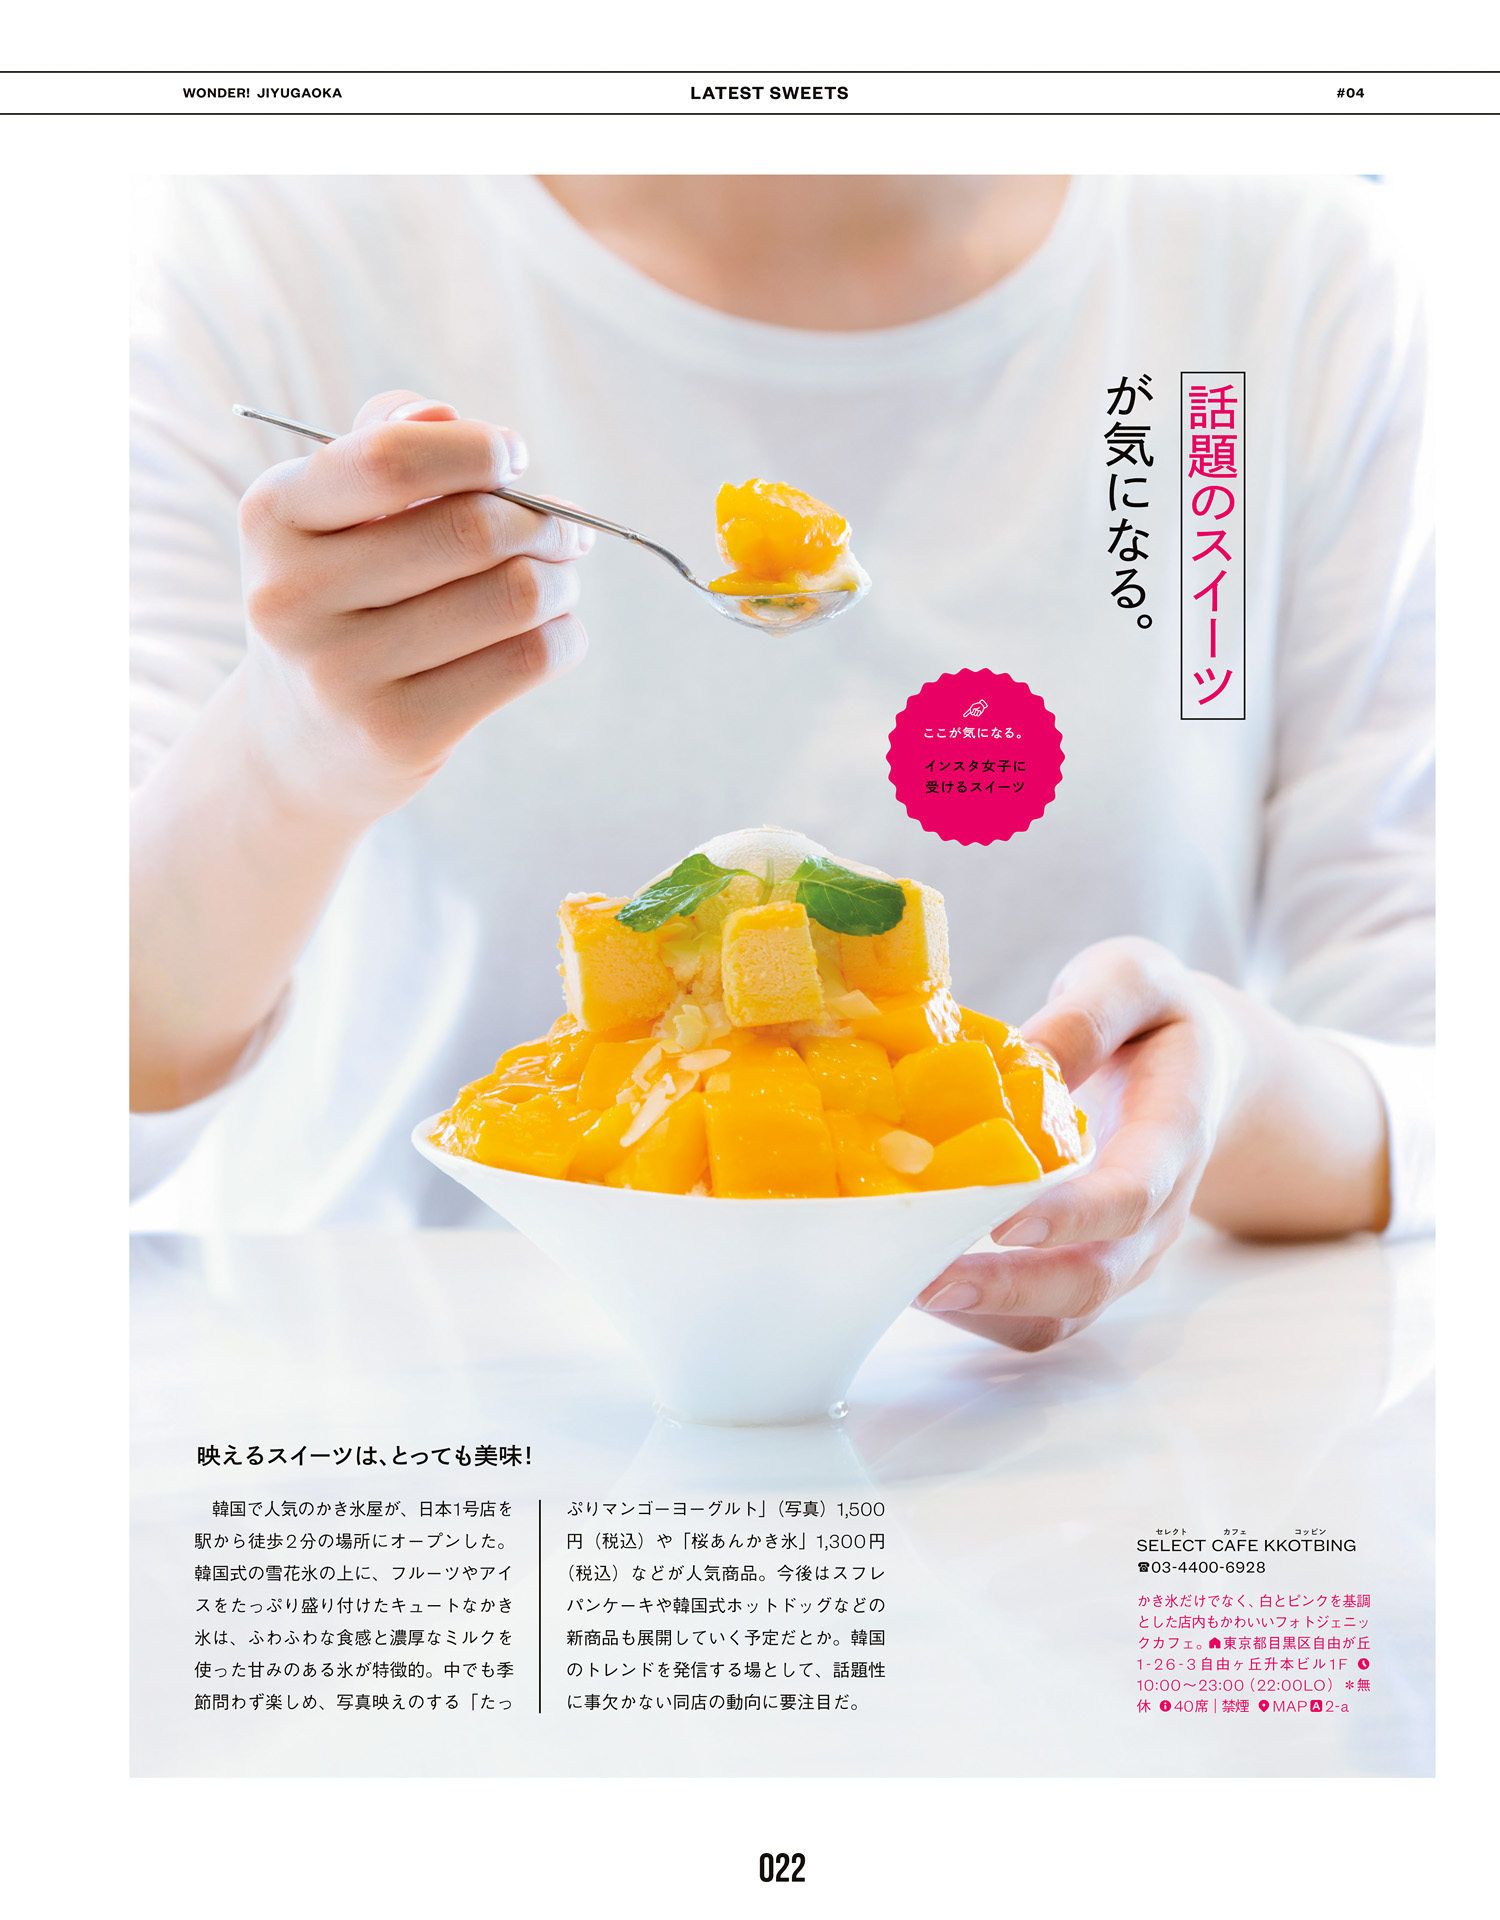 WONDER! JIYUGAOKA
LATEST SWEETS
#04
話題のスイーツ
が気になる。
ここが気になる。
インスタ女子に
受けるスイーツ
映えるスイーツは、とっても美味！
韓国で人気のかき氷屋が、日本1号店を
駅から徒歩2分の場所にオープンした。
韓国式の雪花氷の上に、フルーツやアイ
スをたっぷり盛り付けたキュートなかき
氷は、ふわふわな食感と濃厚なミルクを
使った甘みのある氷が特徴的。中でも季
節問わず楽しめ、写真映えのする「たっ
ぷりマンゴーヨーグルト」（写真）1,500
円（税込）や「桜あんかき氷」1,300円
（税込）などが人気商品。今後はスフレ
パンケーキや韓国式ホットドッグなどの
新商品も展開していく予定だとか。韓国
のトレンドを発信する場として、話題性
に事欠かない同店の動向に要注目だ。
セレクト カフェ コッピン
SELECT CAFE KKOTBING
☎03-4400-6928
かき氷だけでなく、白とピンクを基調
とした店内もかわいいフォトジェニッ
クカフェ。東京都目黒区自由が丘
1-26-3自由ヶ丘升本ビル1F
10:00〜23:00（22:00LO）＊無
休 40席｜禁煙 MAP A 2-a
022